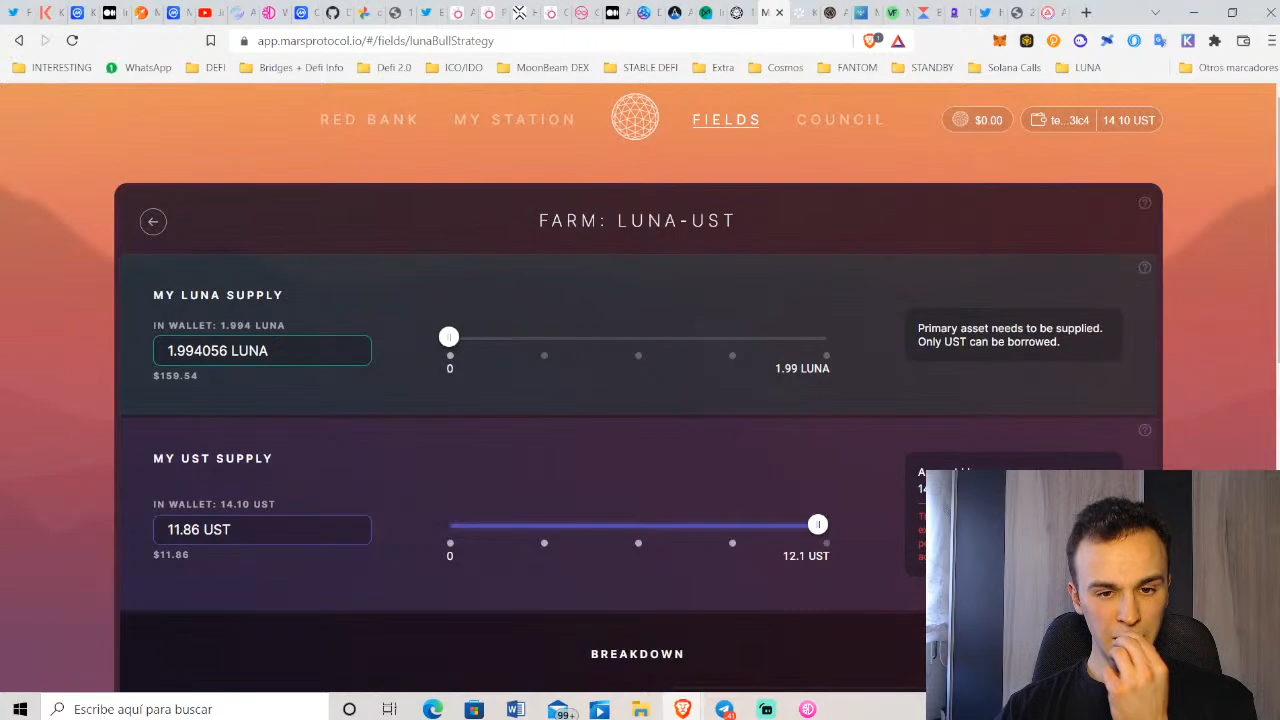 app.marsprotocol.io/#/fields/lunaBullStrategy
INTERESTING
WhatsApp
DEFI
Bridges + Defi info
Defi 2.0
ICO/IDO
MoonBeam DEX
STABLE DEFI
Extra
Cosmos
FANTOM
STANDBY
Solana Calls
LUNA
Otros marcadores
RED BANK
MY STATION
FIELDS
COUNCIL
$0.00
te...3lc4
14.10 UST
FARM: LUNA-UST
MY LUNA SUPPLY
IN WALLET: 1.994 LUNA
1.994056 LUNA
$159.54
0
1.99 LUNA
Primary asset needs to be supplied.
Only UST can be borrowed.
MY UST SUPPLY
IN WALLET: 14.10 UST
11.86 UST
$11.86
0
12.1 UST
BREAKDOWN
Escribe aquí para buscar
99+